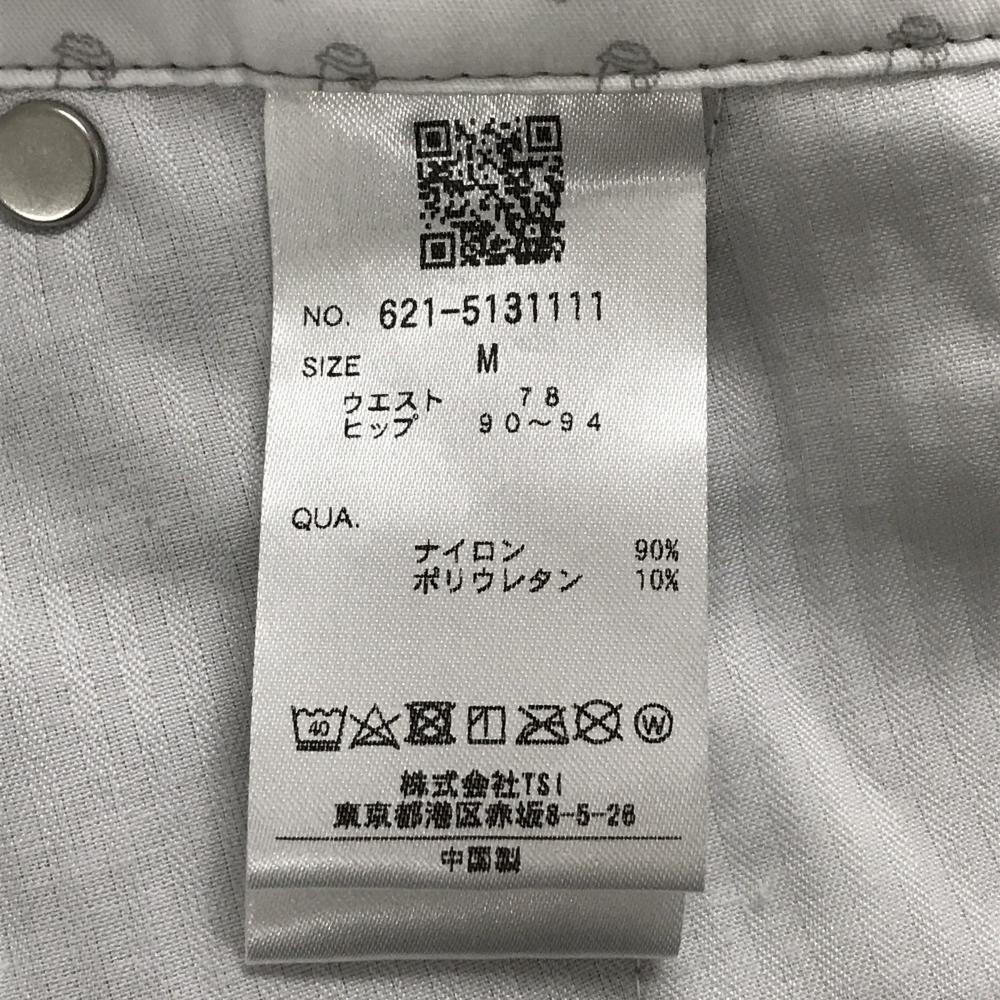 NO. 621-5131111
SIZE M
ウエスト 78
ヒップ 90~94
QUA.
ナイロン 90%
ポリウレタン 10%
40 W
株式会社TSI
東京都港区赤坂8-5-28
中国製